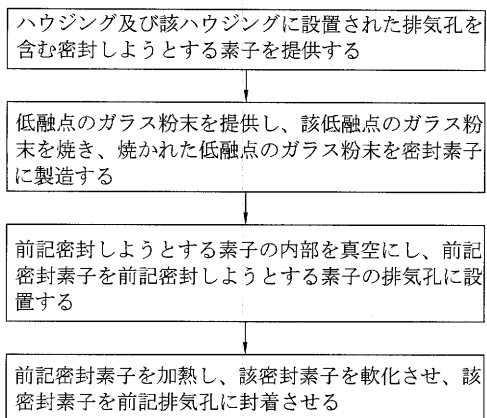 ハウジング及び該ハウジングに設置された排気孔を
含む密封しようとする素子を提供する
低融点のガラス粉末を提供し、該低融点のガラス粉
末を焼き、焼かれた低融点のガラス粉末を密封素子
に製造する
前記密封しようとする素子の内部を真空にし、前記
密封素子を前記密封しようとする素子の排気孔に設
置する
前記密封素子を加熱し、該密封素子を軟化させ、該
密封素子を前記排気孔に封着させる